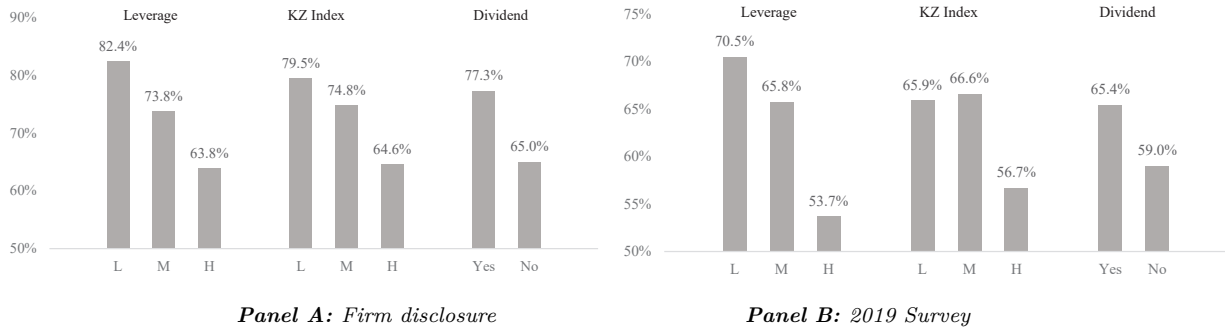 90%
80%
70%
60%
50%
Leverage KZ Index Dividend
82.4% 73.8% 63.8% 79.5% 74.8% 64.6% 77.3% 65.0%
L M H L M H Yes No
Panel A: Firm disclosure
75%
70%
65%
60%
55%
50%
Leverage KZ Index Dividend
70.5% 65.8% 53.7% 65.9% 66.6% 56.7% 65.4% 59.0%
L M H L M H Yes No
Panel B: 2019 Survey